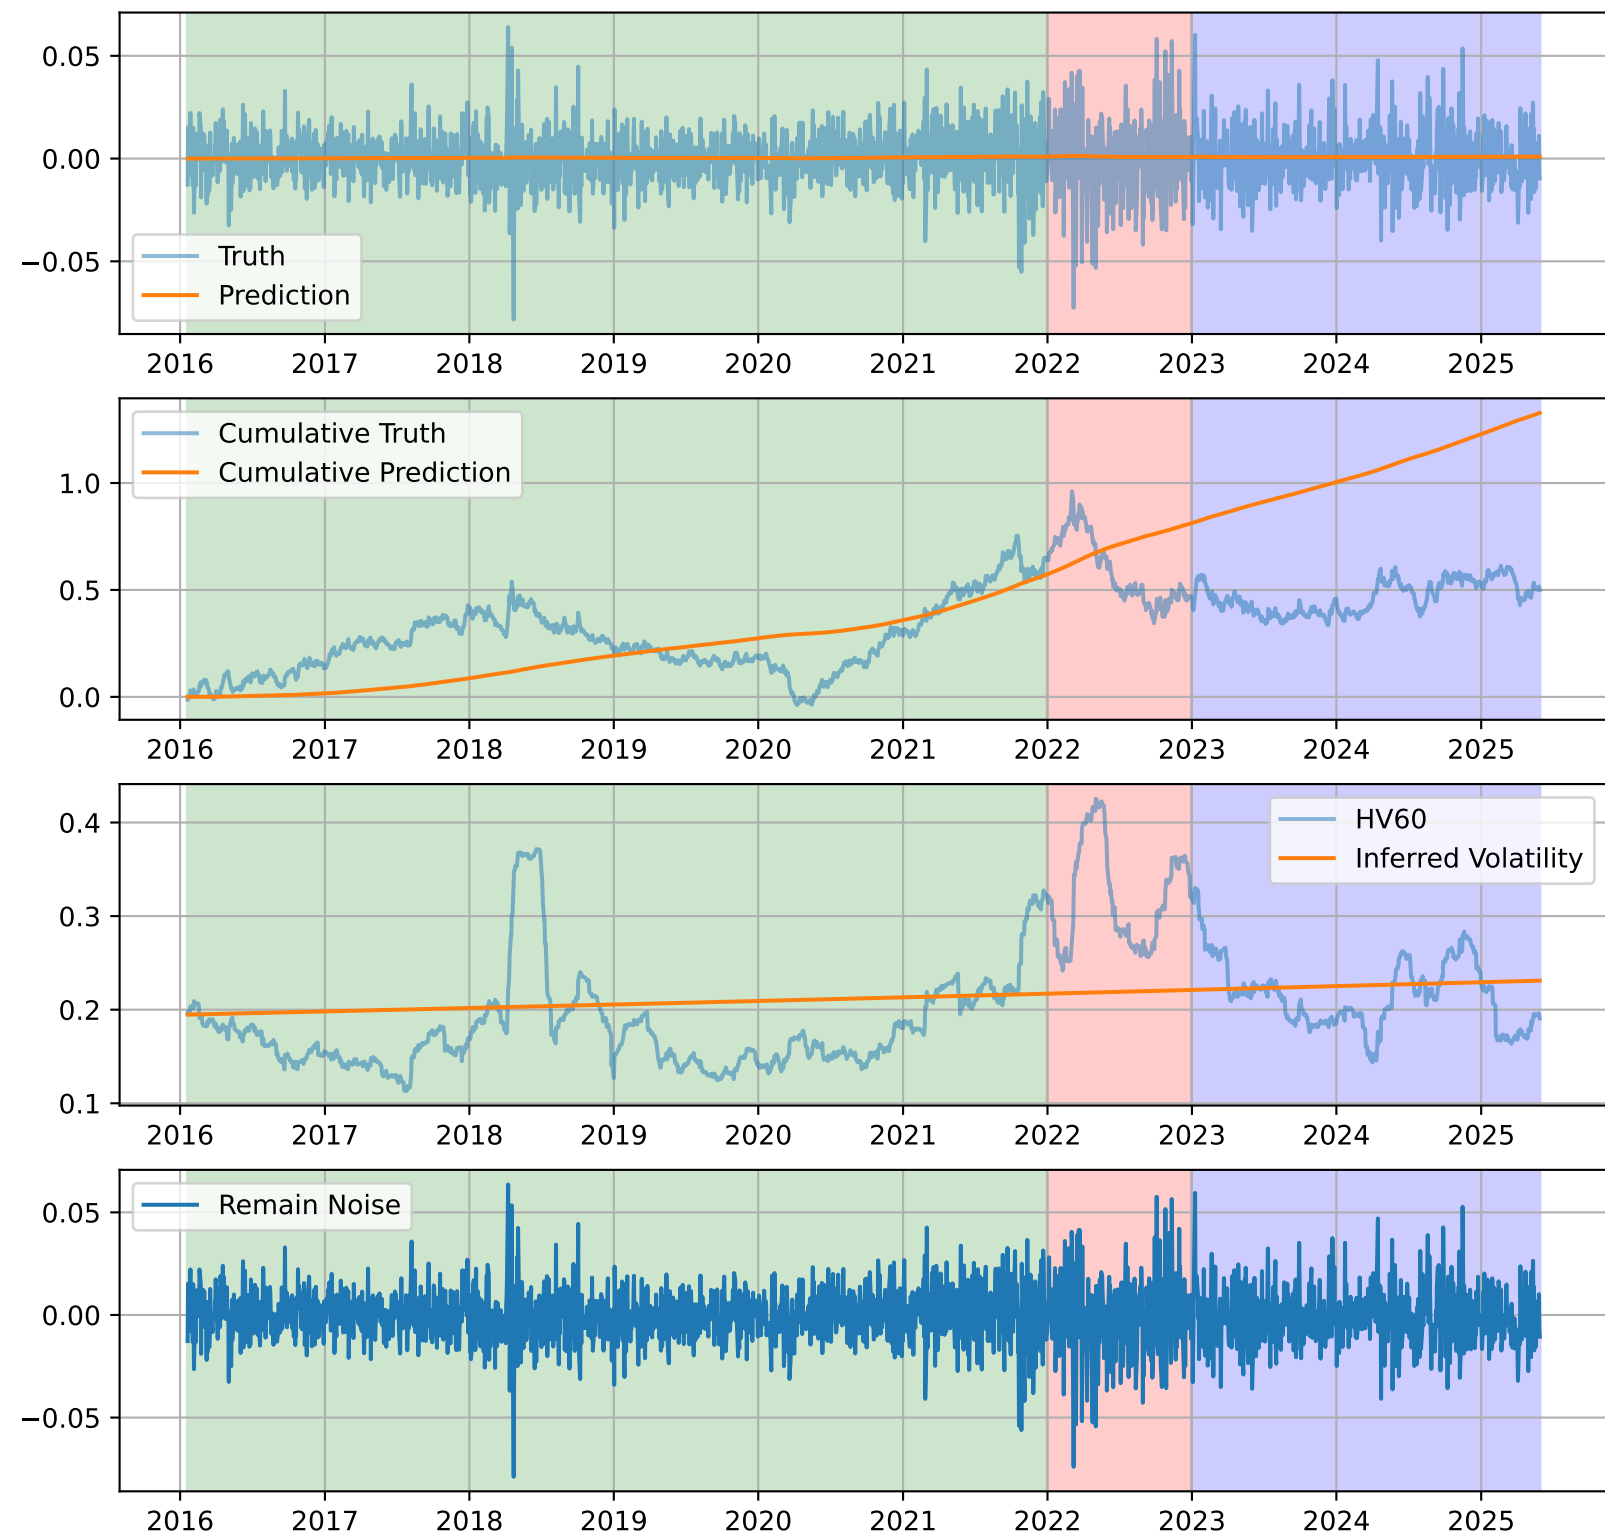 0.05
0.00
−0.05
Truth
Prediction
2016 2017 2018 2019 2020 2021 2022 2023 2024 2025
Cumulative Truth
Cumulative Prediction
1.0
0.5
0.0
2016 2017 2018 2019 2020 2021 2022 2023 2024 2025
0.4
0.3
0.2
0.1
HV60
Inferred Volatility
2016 2017 2018 2019 2020 2021 2022 2023 2024 2025
Remain Noise
0.05
0.00
−0.05
2016 2017 2018 2019 2020 2021 2022 2023 2024 2025